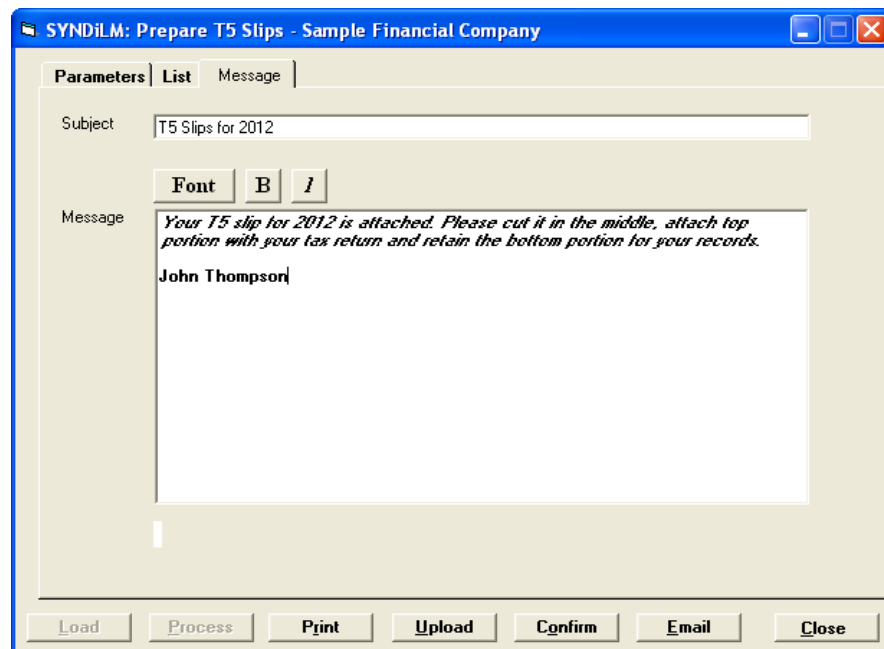 SYNDiLM: Prepare T5 Slips - Sample Financial Company
Parameters List Message
Subject T5 Slips for 2012
Font B I
Message
Your T5 slip for 2012 is attached. Please cut it in the middle, attach top
portion with your tax return and retain the bottom portion for your records.
John Thompson
Load Process Print Upload Confirm Email Close